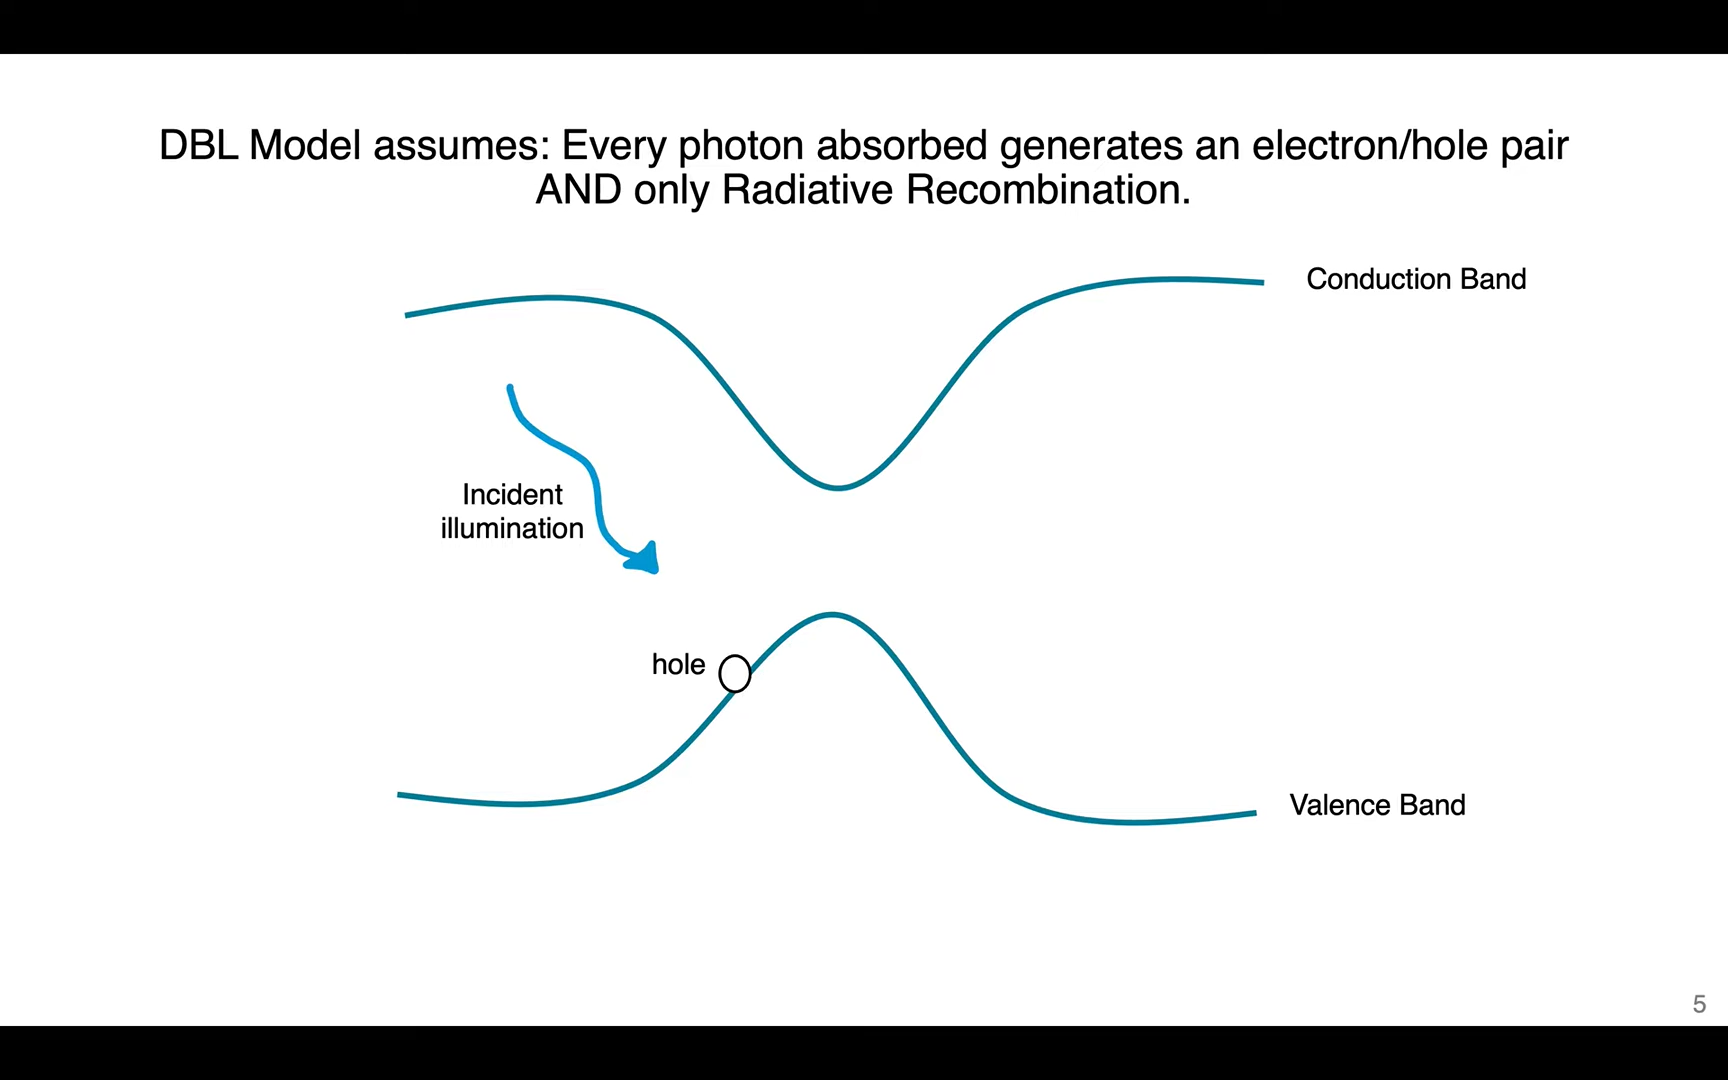 DBL Model assumes: Every photon absorbed generates an electron/hole pair
AND only Radiative Recombination.
Conduction Band
Incident
illumination
hole
Valence Band
5